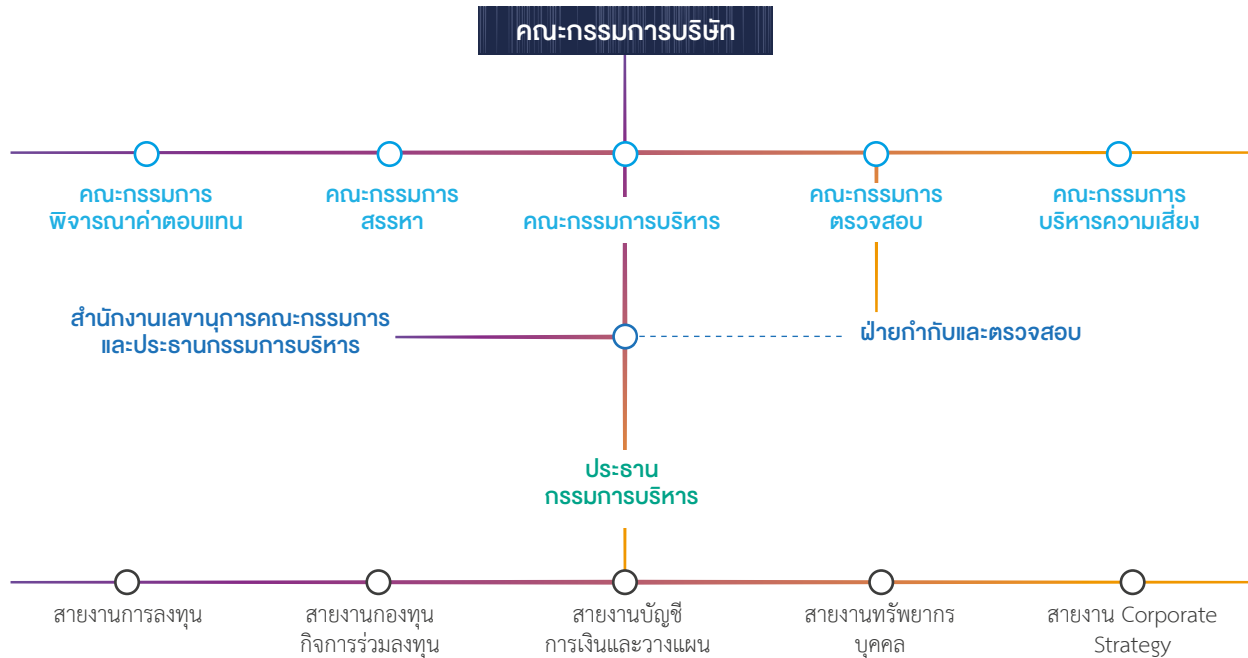 คณะกรรมการบริษัท
คณะกรรมการ
พิจารณาค่าตอบแทน
คณะกรรมการ
สรรหา
คณะกรรมการบริหาร
คณะกรรมการ
ตรวจสอบ
คณะกรรมการ
บริหารความเสี่ยง
สำนักงานเลขานุการคณะกรรมการ
และประธานกรรมการบริหาร
ฝ่ายกำกับและตรวจสอบ
ประธาน
กรรมการบริหาร
สายงานการลงทุน
สายงานกองทุน
กิจการร่วมลงทุน
สายงานบัญชี
การเงินและวางแผน
สายงานทรัพยากร
บุคคล
สายงาน Corporate
Strategy